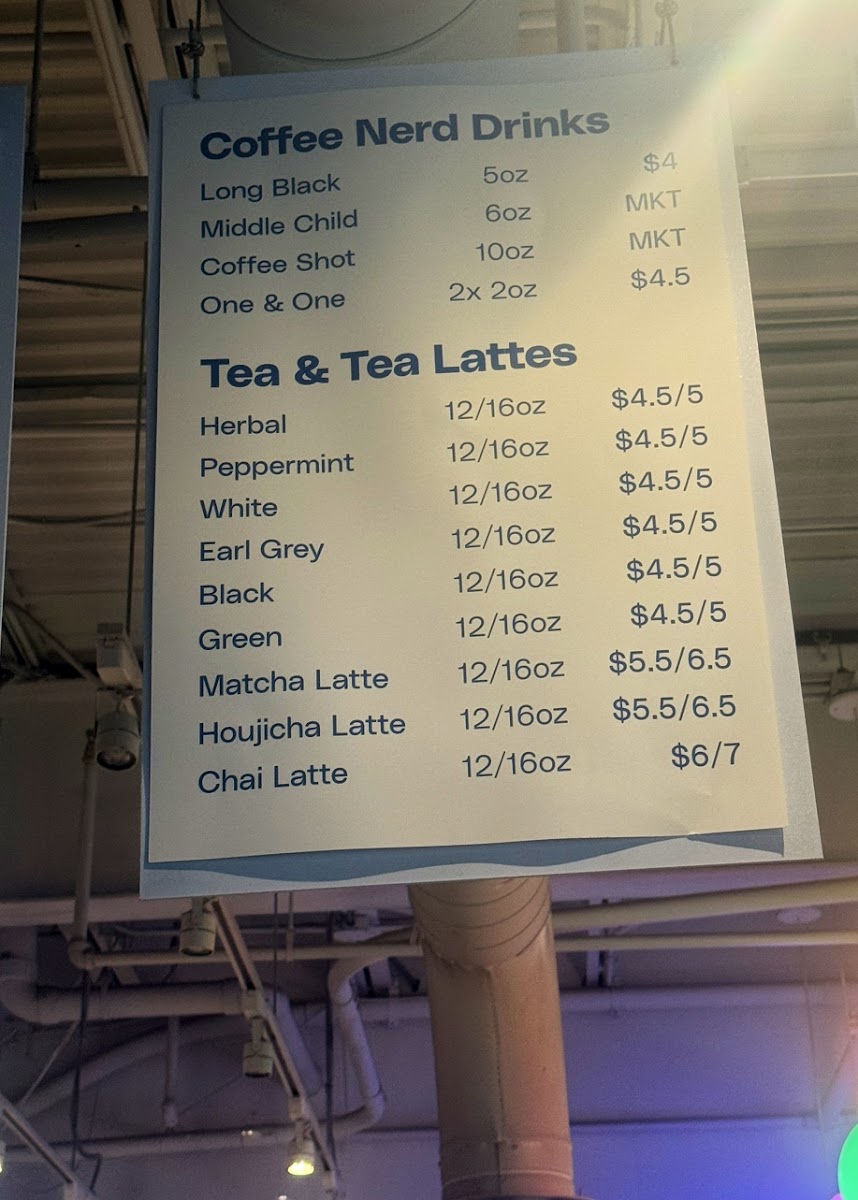 Coffee Nerd Drinks
Long Black 5oz $4
Middle Child 6oz MKT
Coffee Shot 10oz MKT
One & One 2x 2oz $4.5
Tea & Tea Lattes
Herbal 12/16oz $4.5/5
Peppermint 12/16oz $4.5/5
White 12/16oz $4.5/5
Earl Grey 12/16oz $4.5/5
Black 12/16oz $4.5/5
Green 12/16oz $4.5/5
Matcha Latte 12/16oz $5.5/6.5
Houjicha Latte 12/16oz $5.5/6.5
Chai Latte 12/16oz $6/7